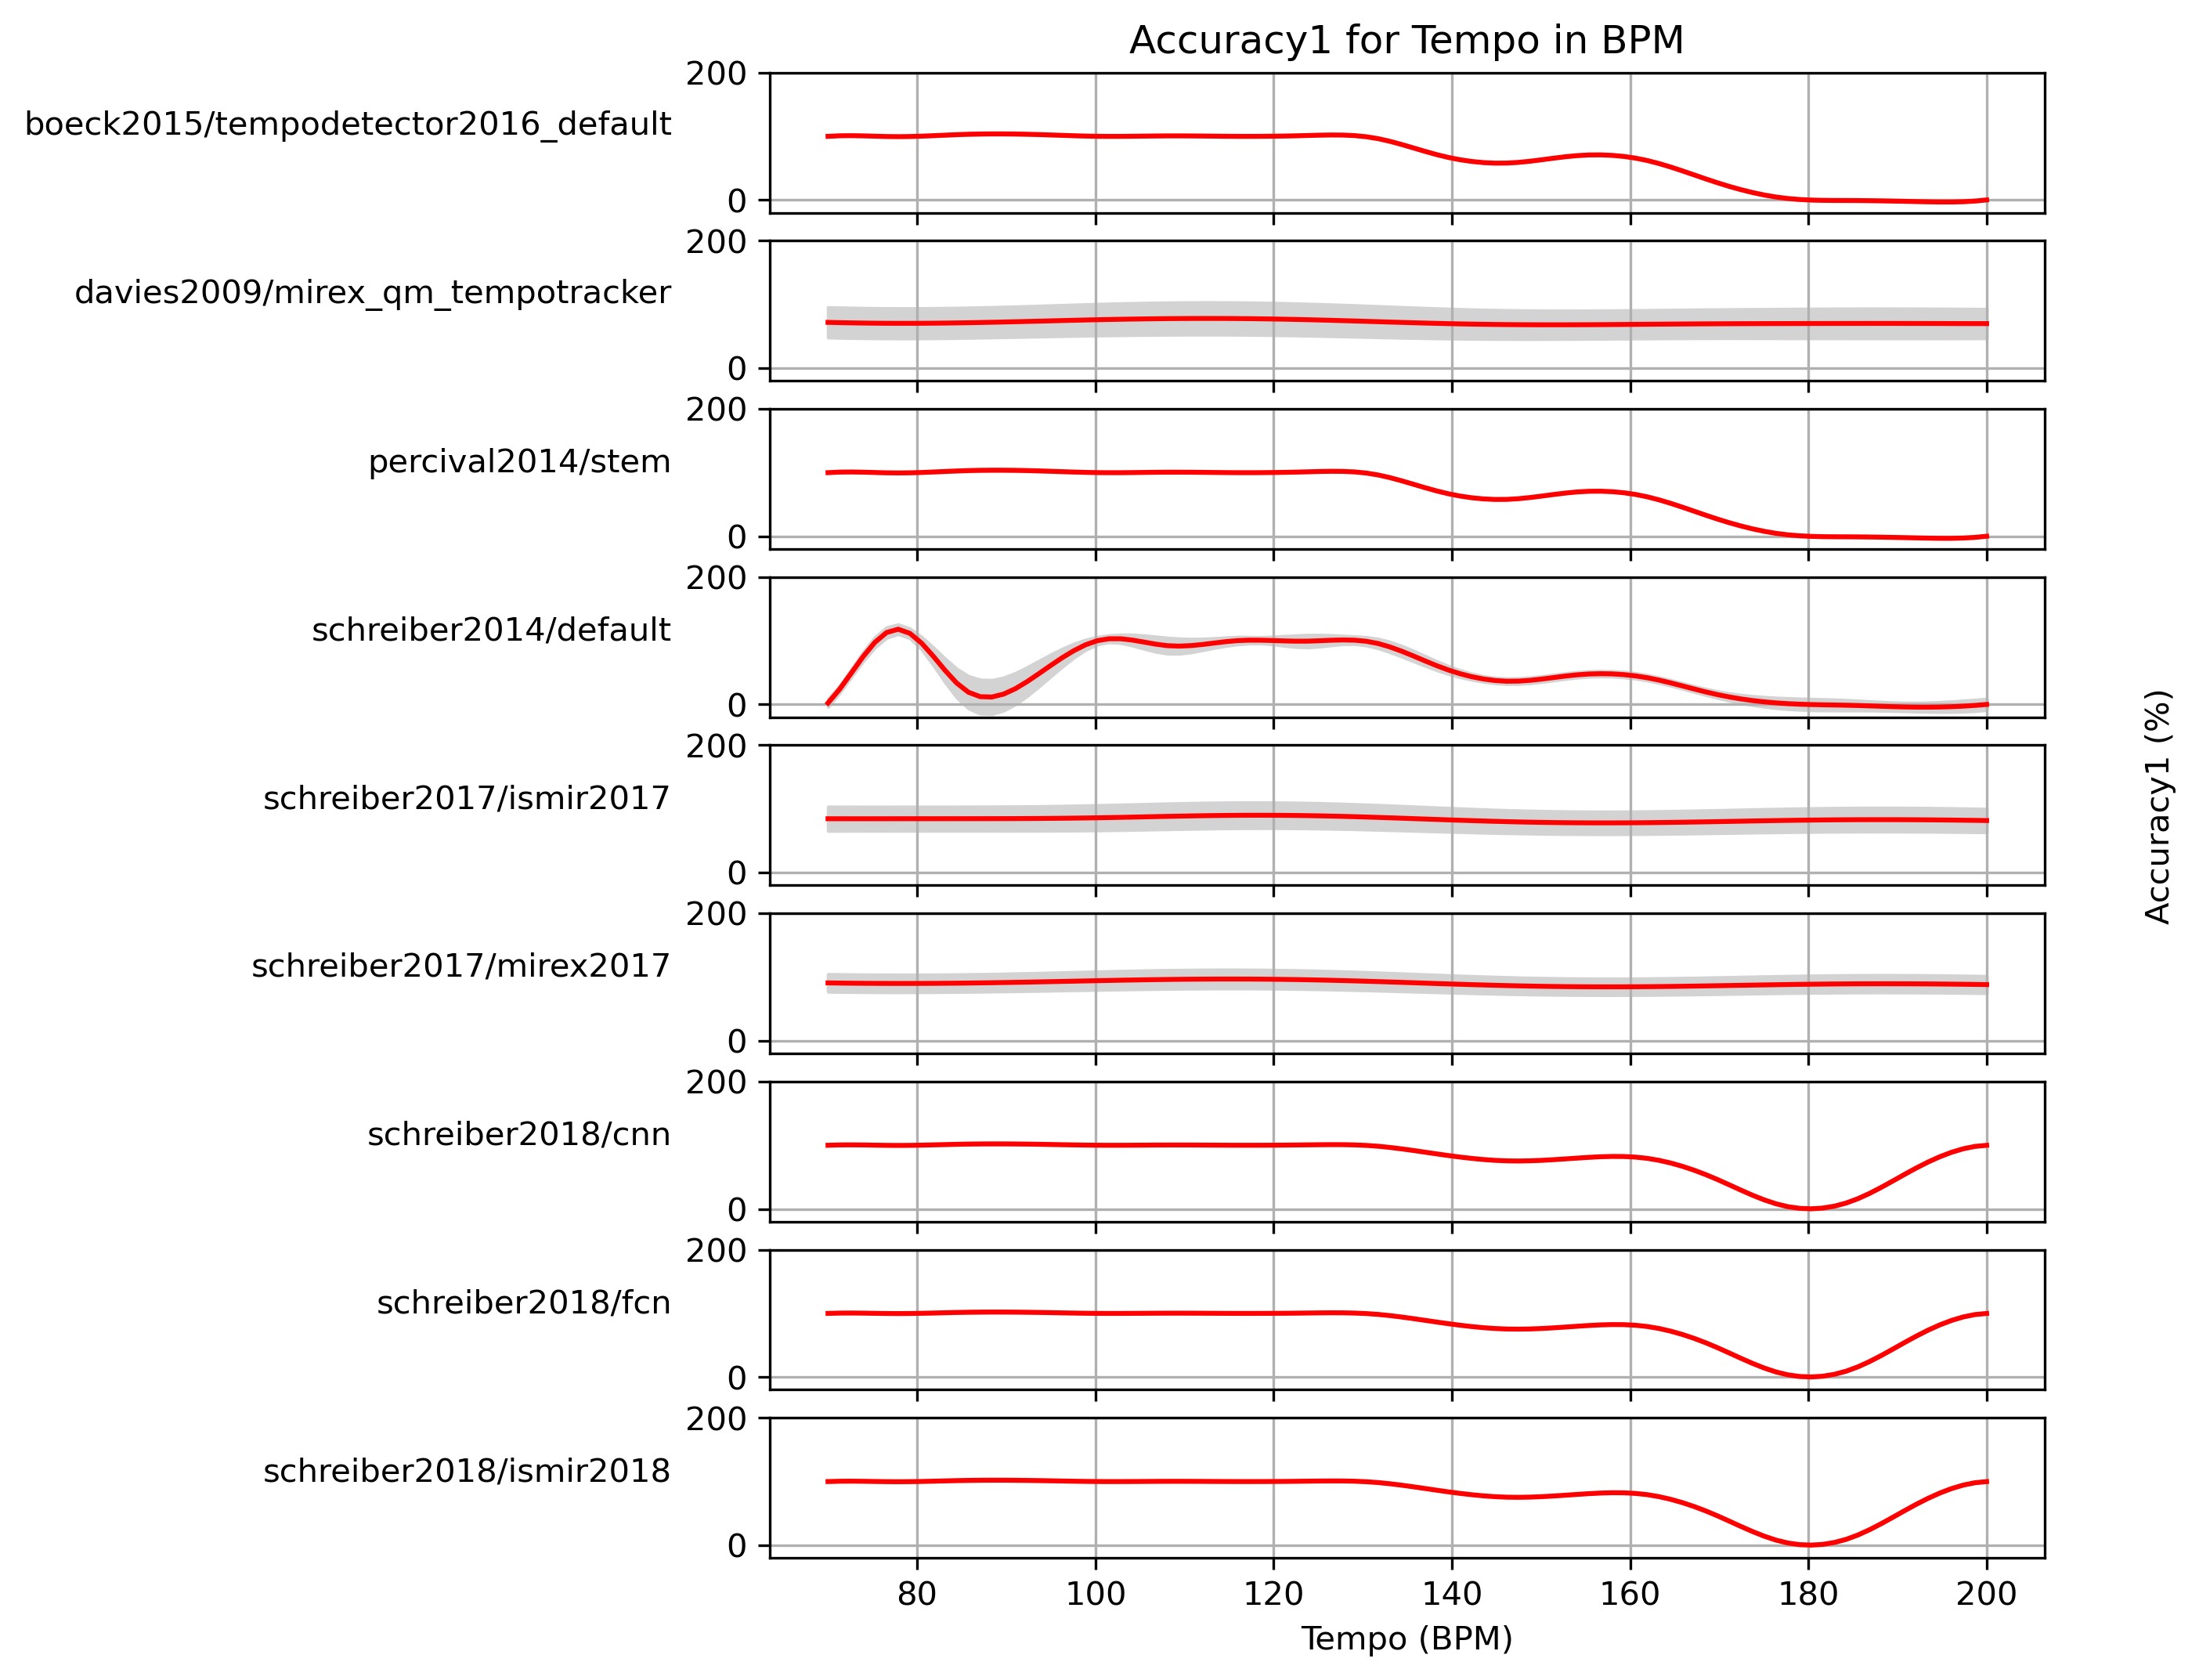 Accuracy1 for Tempo in BPM
200
boeck2015/tempodetector2016_default
0
200
davies2009/mirex_qm_tempotracker
0
200
percival2014/stem
0
200
schreiber2014/default
0
200
schreiber2017/ismir2017
0
200
schreiber2017/mirex2017
0
200
schreiber2018/cnn
0
200
schreiber2018/fcn
0
200
schreiber2018/ismir2018
0
80 100 120 140 160 180 200
Tempo (BPM)
Accuracy1 (%)